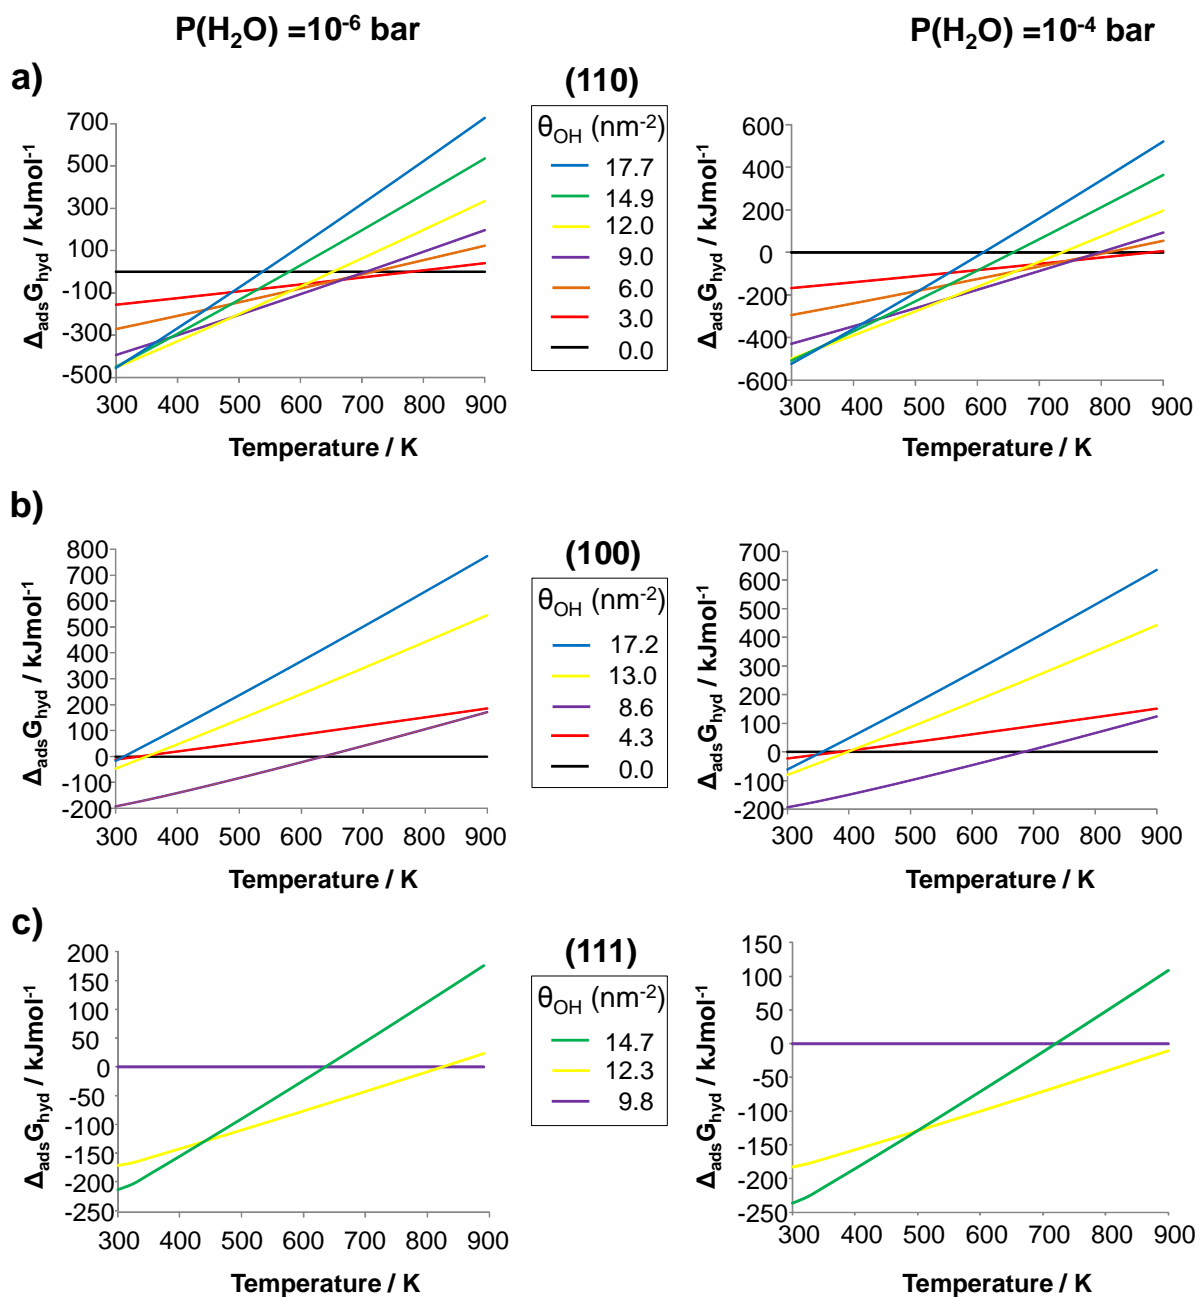 P(H₂O) =10⁻⁶ bar
P(H₂O) =10⁻⁴ bar
a)
(110)
θOH (nm⁻²)
17.7
14.9
12.0
9.0
6.0
3.0
0.0
ΔadsGhyd / kJmol⁻¹
700
500
300
100
-100
-300
-500
300 400 500 600 700 800 900
Temperature / K
ΔadsGhyd / kJmol⁻¹
600
400
200
0
-200
-400
-600
300 400 500 600 700 800 900
Temperature / K
b)
(100)
θOH (nm⁻²)
17.2
13.0
8.6
4.3
0.0
ΔadsGhyd / kJmol⁻¹
800
700
600
500
400
300
200
100
0
-100
-200
300 400 500 600 700 800 900
Temperature / K
ΔadsGhyd / kJmol⁻¹
700
600
500
400
300
200
100
0
-100
-200
300 400 500 600 700 800 900
Temperature / K
c)
(111)
θOH (nm⁻²)
14.7
12.3
9.8
ΔadsGhyd / kJmol⁻¹
200
150
100
50
0
-50
-100
-150
-200
-250
300 400 500 600 700 800 900
Temperature / K
ΔadsGhyd / kJmol⁻¹
150
100
50
0
-50
-100
-150
-200
-250
300 400 500 600 700 800 900
Temperature / K